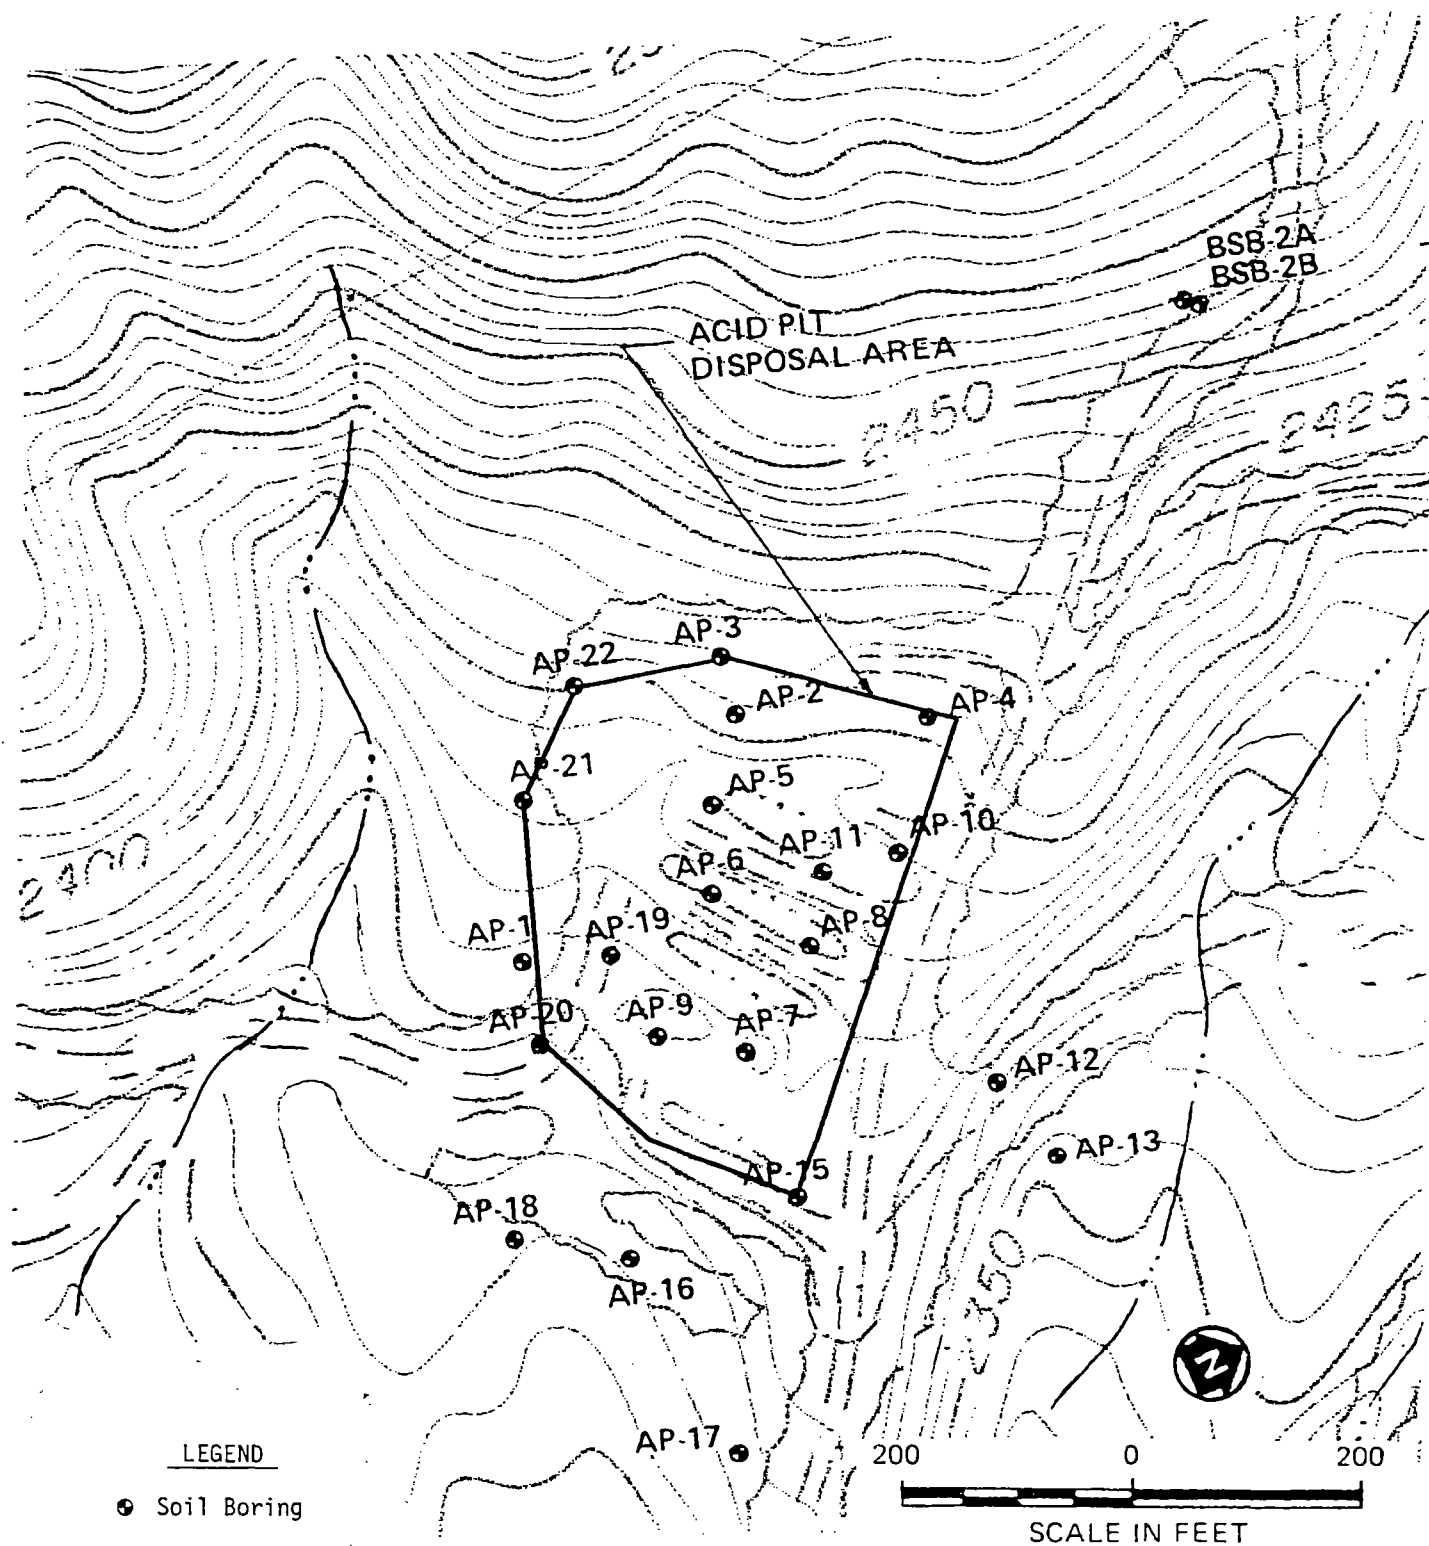 BSB-2A
BSB-2B
ACID PIT
DISPOSAL AREA
2450
2425
AP-3
AP-22
AP-2
AP-4
AP-21
AP-5
AP-10
AP-11
2400
AP-6
AP-8
AP-1
AP-19
AP-20
AP-9
AP-7
AP-12
AP-13
AP-15
AP-18
AP-16
2350
N
AP-17
LEGEND
Soil Boring
200 0 200
SCALE IN FEET